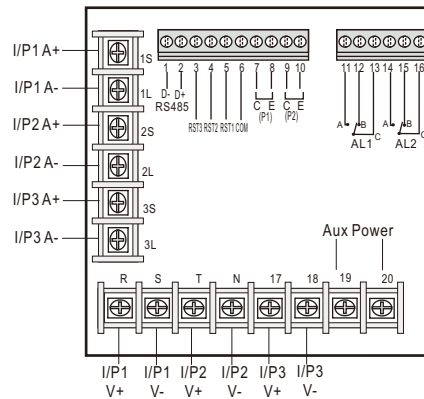 I/P1 A+
I/P1 A-
I/P2 A+
I/P2 A-
I/P3 A+
I/P3 A-
1S
1L
2S
2L
3S
3L
1 2 3 4 5 6 7 8 9 10
D- D+
RS485
RST3 RST2 RST1 COM
C E C E
(P1) (P2)
11 12 13 14 15 16
A B A B
C C
AL1 AL2
Aux Power
R S T N 17 18 19 20
I/P1 I/P1 I/P2 I/P2 I/P3 I/P3
V+ V- V+ V- V+ V-